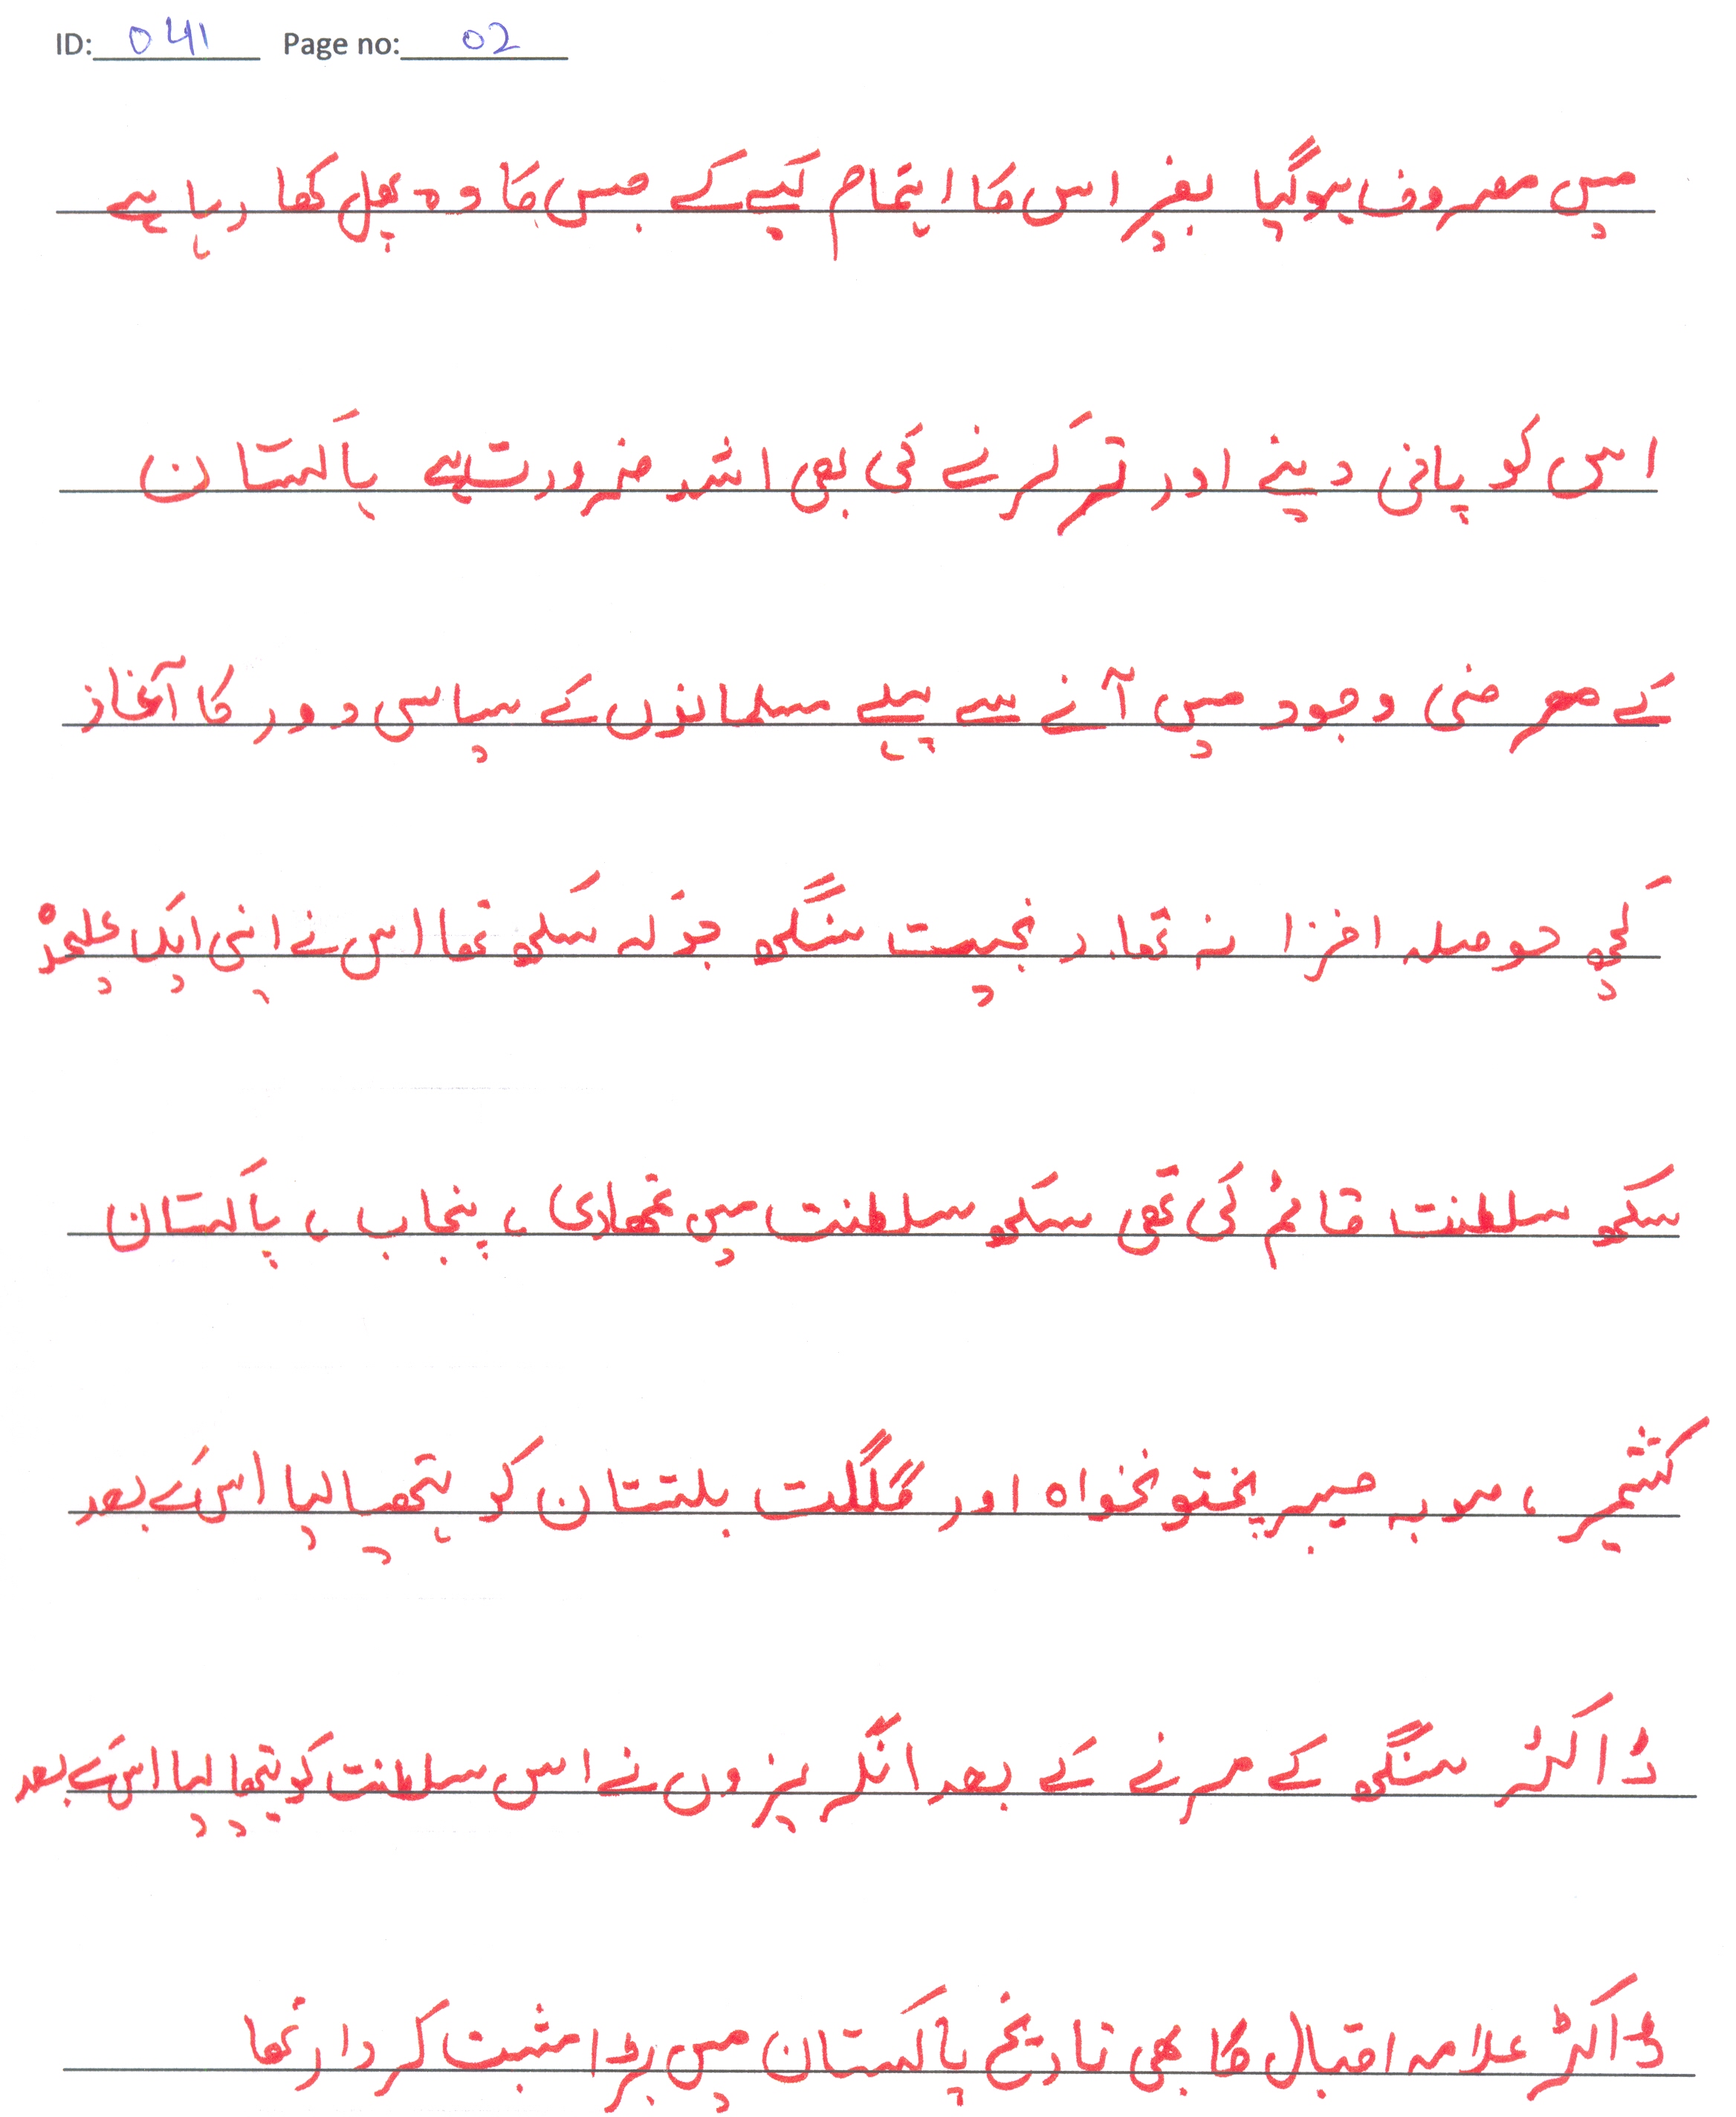 ID: 041 Page no: 02
میں مصروف ہوگیا بغیر اس کا اہتمام کیے کے جس کا وہ پھل کھا رہا ہے
اس کو پانی دینے اور تر کرنے کی بھی اشد ضرورت ہے پاکستان
کے معرضی وجود میں آنے سے پہلے مسلمانوں کے سیاسی دور کا آغاز
کچھ حوصلہ افزا نہ تھا۔ رنجیت سنگھ جو کہ سکھ تھا اس نے اپنی ایک علیحدٰہ
سکھ سلطنت قائم کی تھی سکھ سلطنت میں بھاری، پنجاب، پاکستان
کشمیر، صوبہ خیبر پختونخواہ اور گلگت بلتستان کو ہتھیا لیا اس کے بعد
ڈاکٹر سنگھ کے مرنے کے بعد انگریزوں نے اس سلطنت کو ہتھیا لیا اس کے بعد
ڈاکٹر علامہ اقبال کا بھی تاریخ پاکستان میں بڑا مثبت کردار تھا